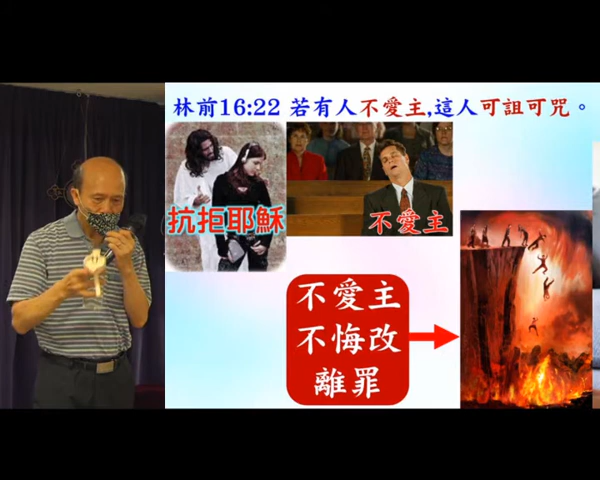 林前16:22 若有人不愛主,這人可詛可咒。
抗拒耶穌
不愛主
不愛主
不悔改
離罪